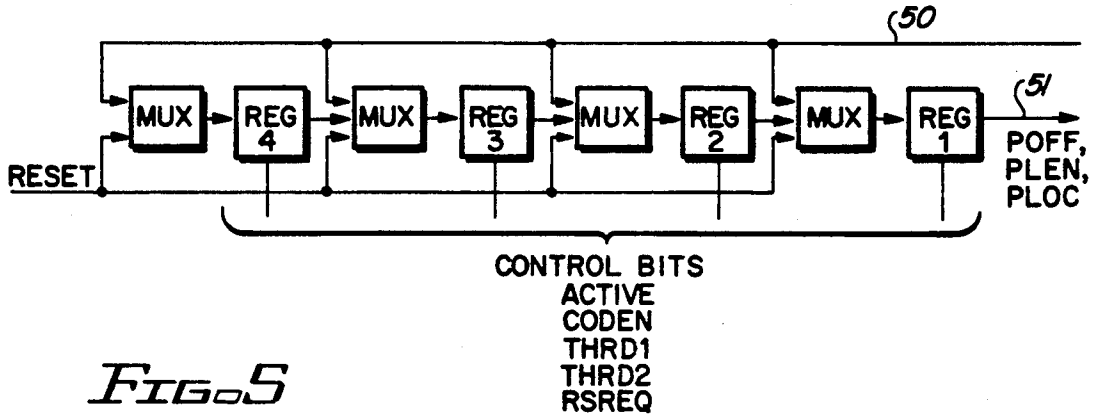 50
MUX REG 4 MUX REG 3 MUX REG 2 MUX REG 1 51
POFF,
PLEN,
PLOC
RESET
CONTROL BITS
ACTIVE
CODEN
THRD1
THRD2
RSREQ
FIG. 5